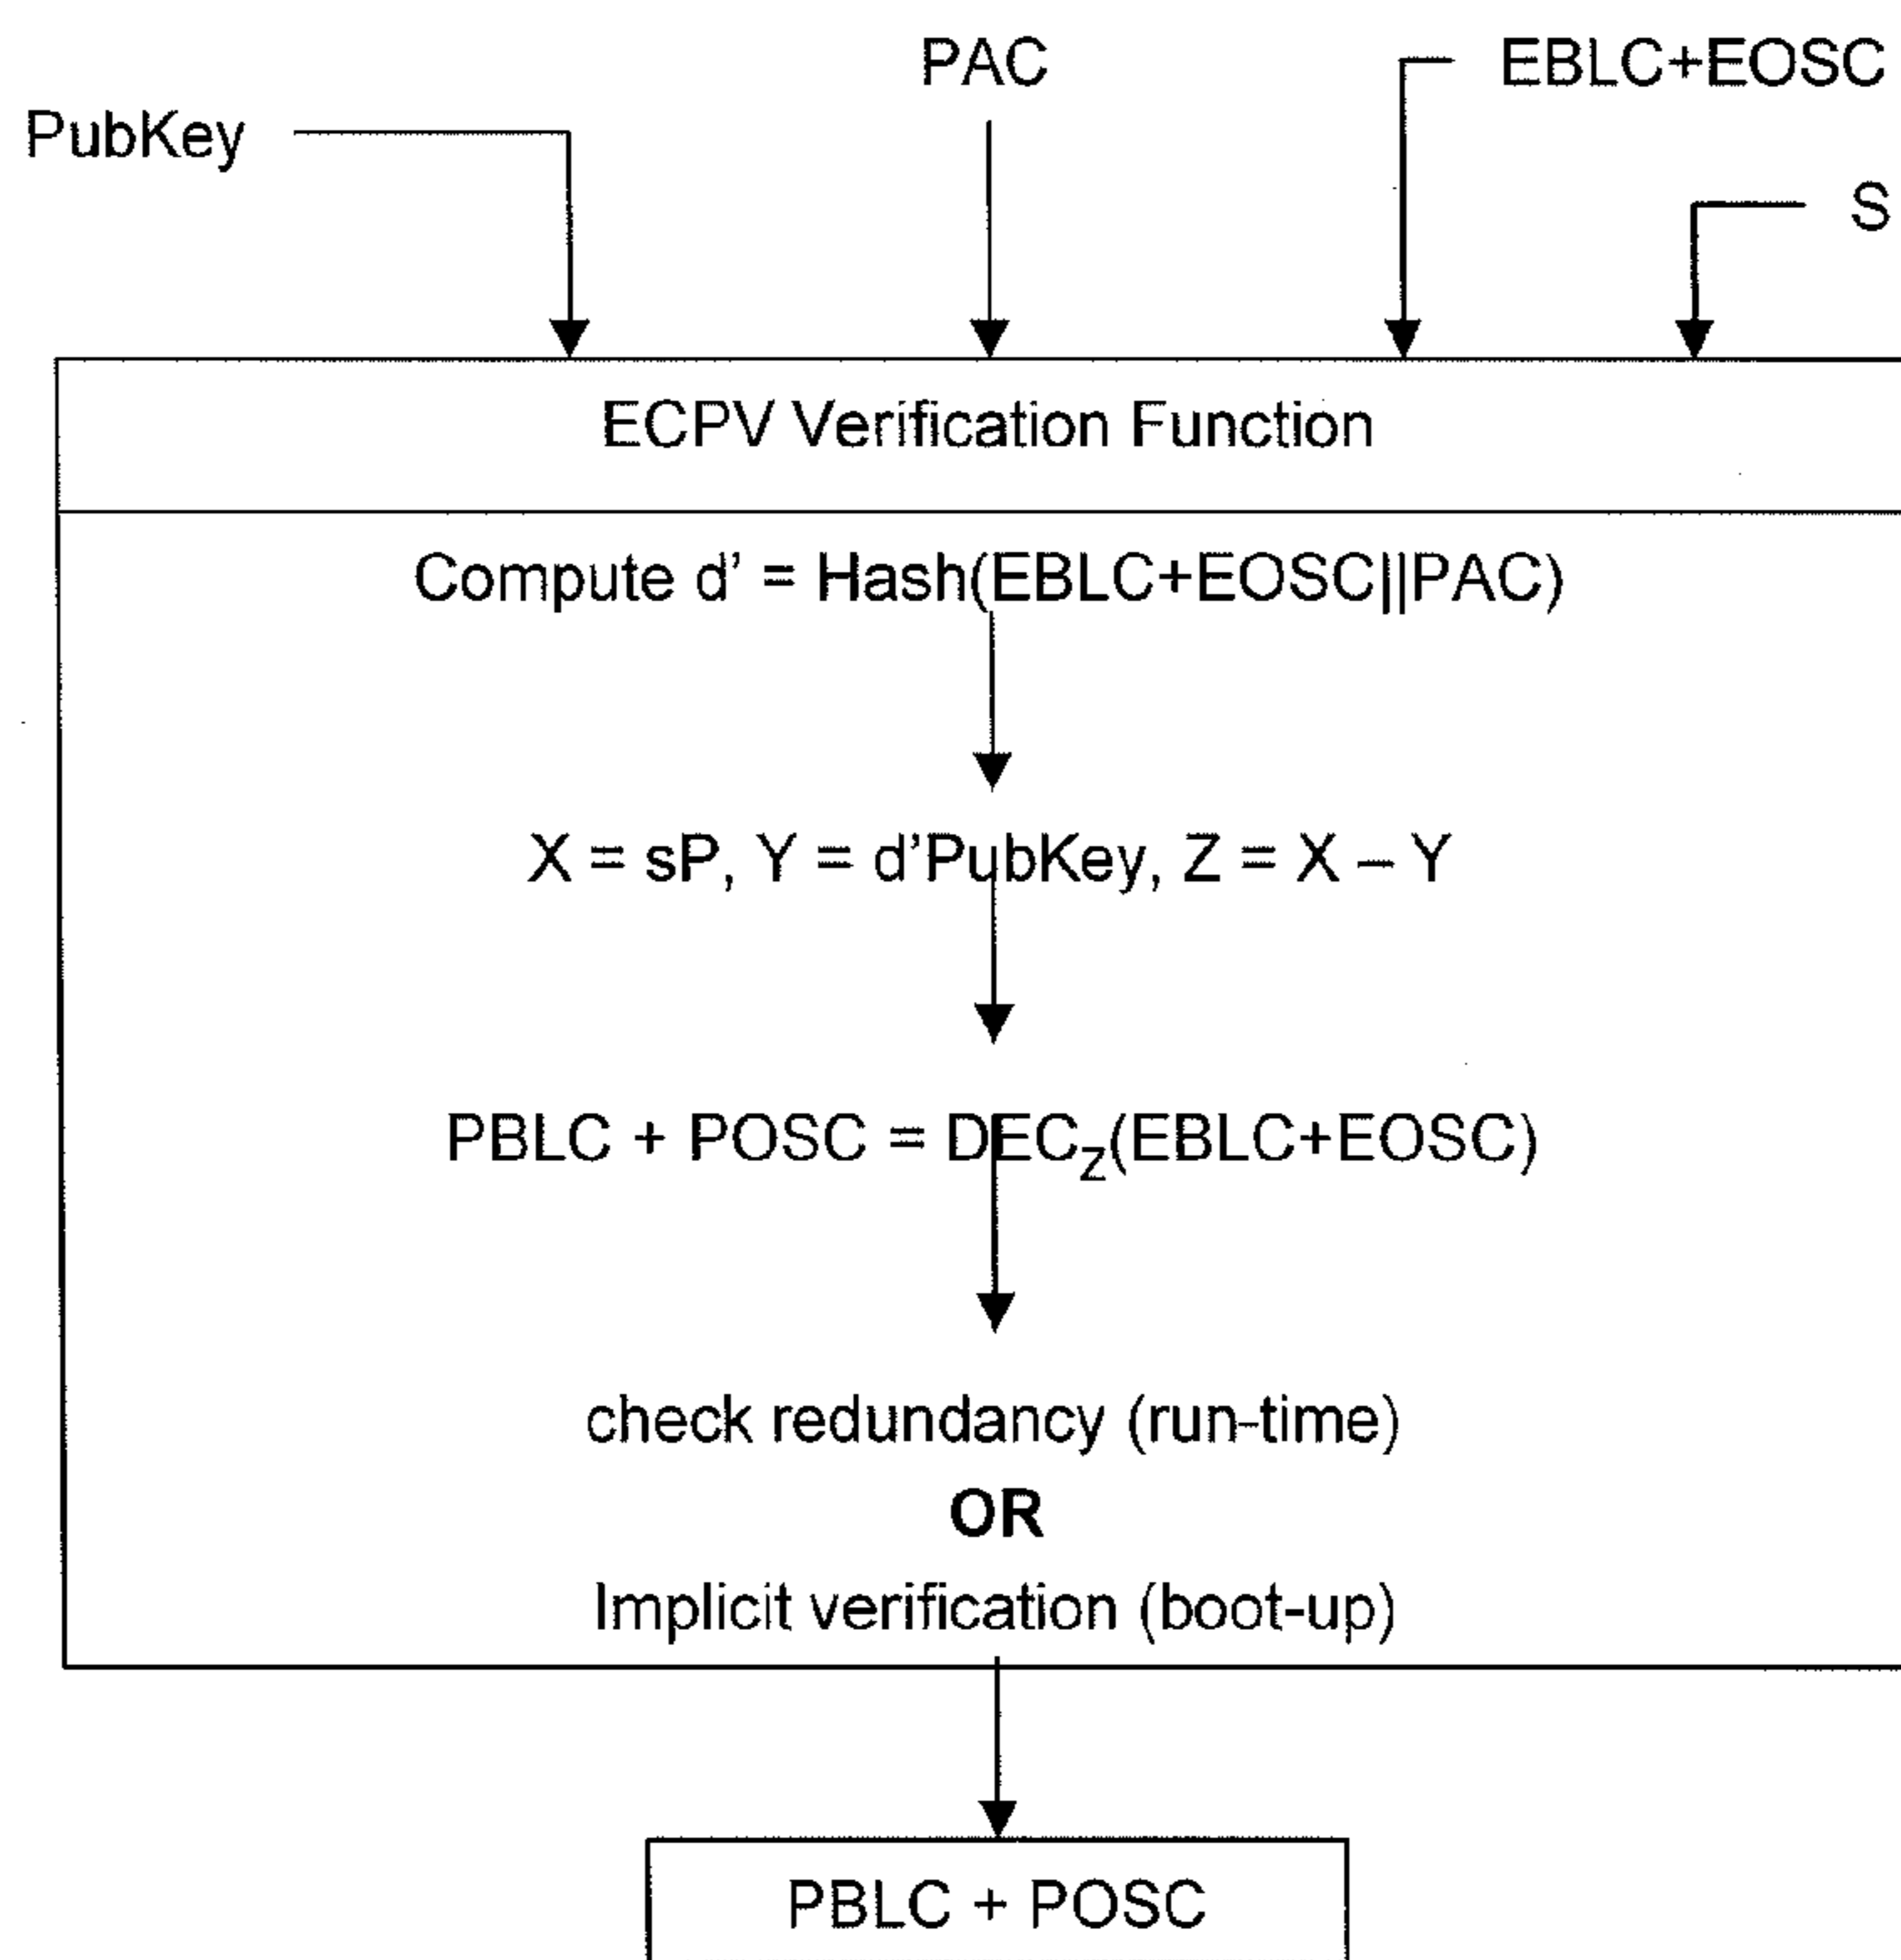 PAC
EBLC+EOSC
PubKey
S
ECPV Verification Function
Compute d’ = Hash(EBLC+EOSC||PAC)
X = sP, Y = d’PubKey, Z = X – Y
PBLC + POSC = DECZ(EBLC+EOSC)
check redundancy (run-time)
OR
Implicit verification (boot-up)
PBLC + POSC